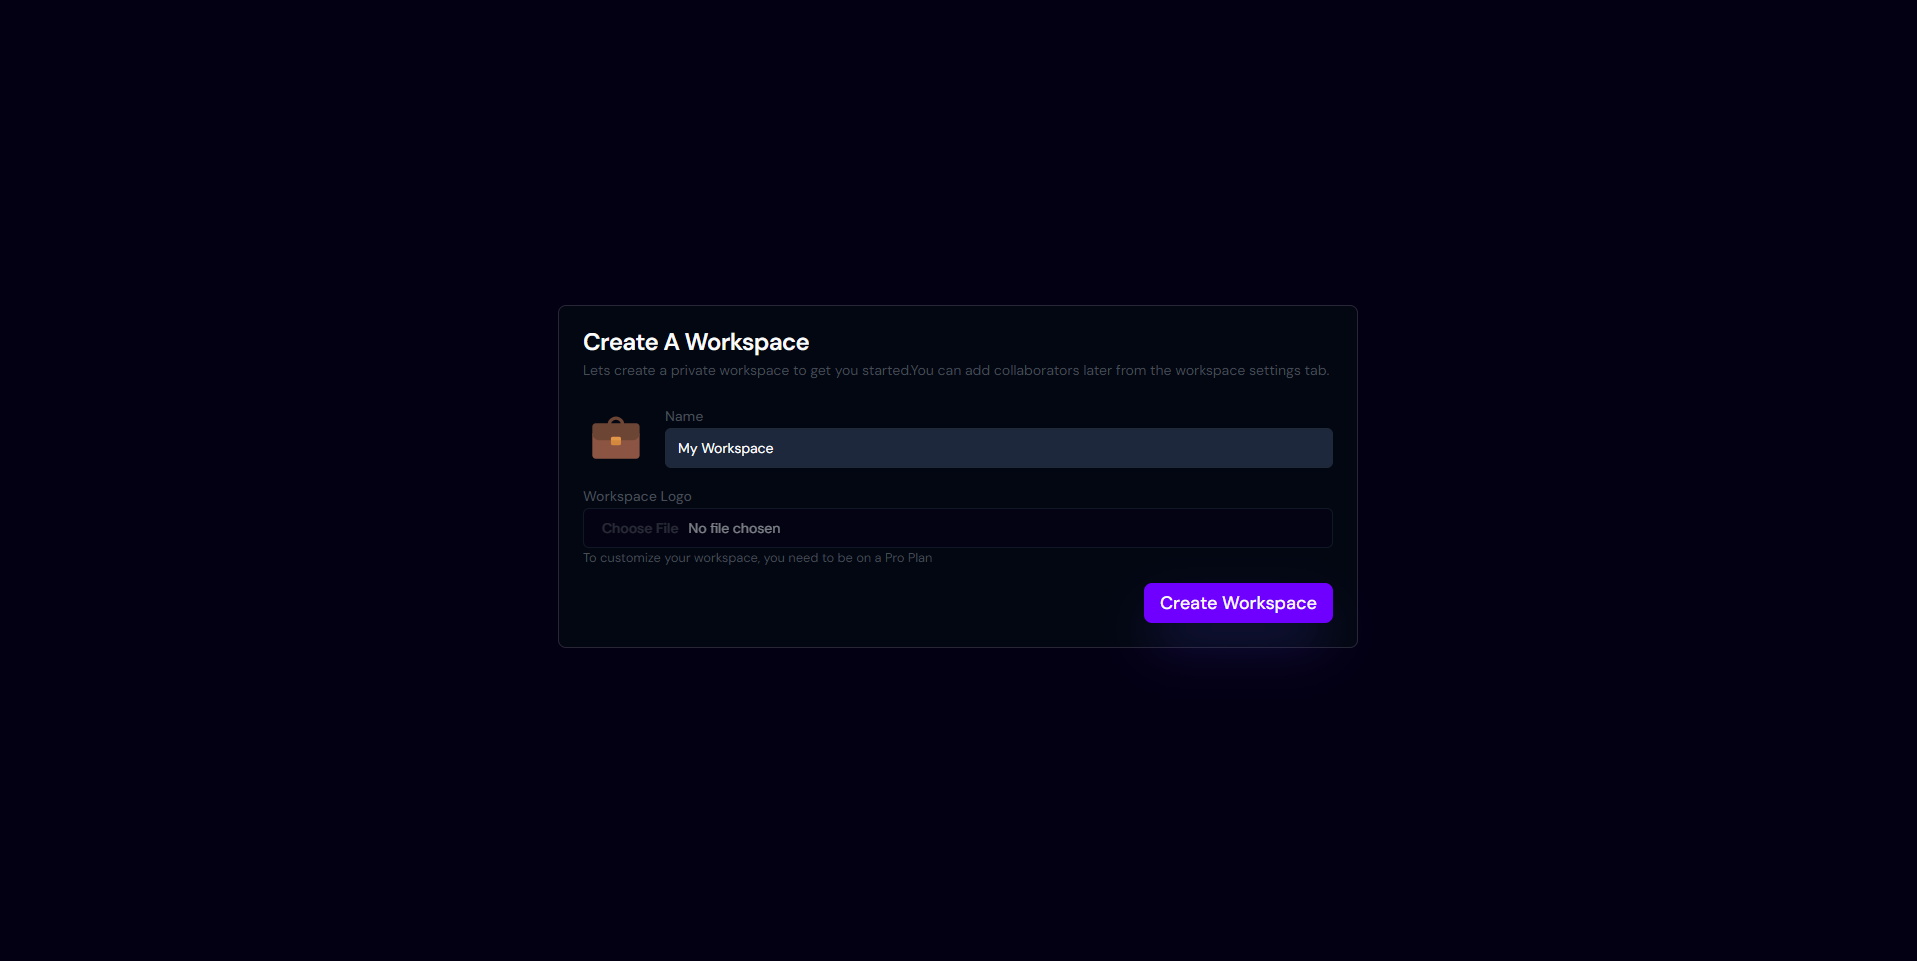 Create A Workspace
Lets create a private workspace to get you started.You can add collaborators later from the workspace settings tab.
Name
My Workspace
Workspace Logo
Choose File No file chosen
To customize your workspace, you need to be on a Pro Plan
Create Workspace